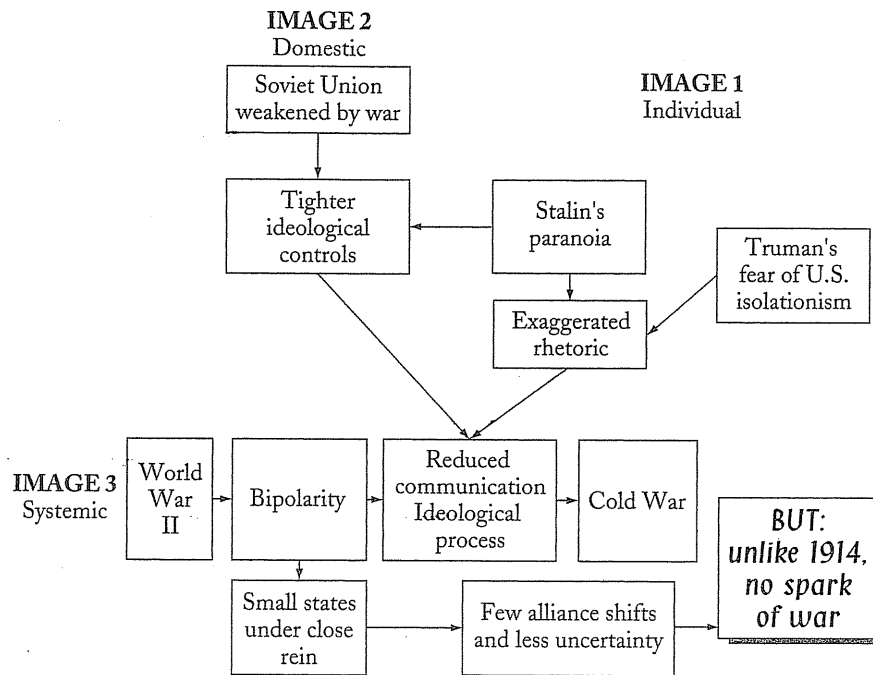 IMAGE 2
Domestic
Soviet Union
weakened by war
IMAGE 1
Individual
Tighter
ideological
controls
Stalin's
paranoia
Truman's
fear of U.S.
isolationism
Exaggerated
rhetoric
IMAGE 3
Systemic
World
War
II
Bipolarity
Reduced
communication
Ideological
process
Cold War
BUT:
unlike 1914,
no spark
of war
Small states
under close
rein
Few alliance shifts
and less uncertainty